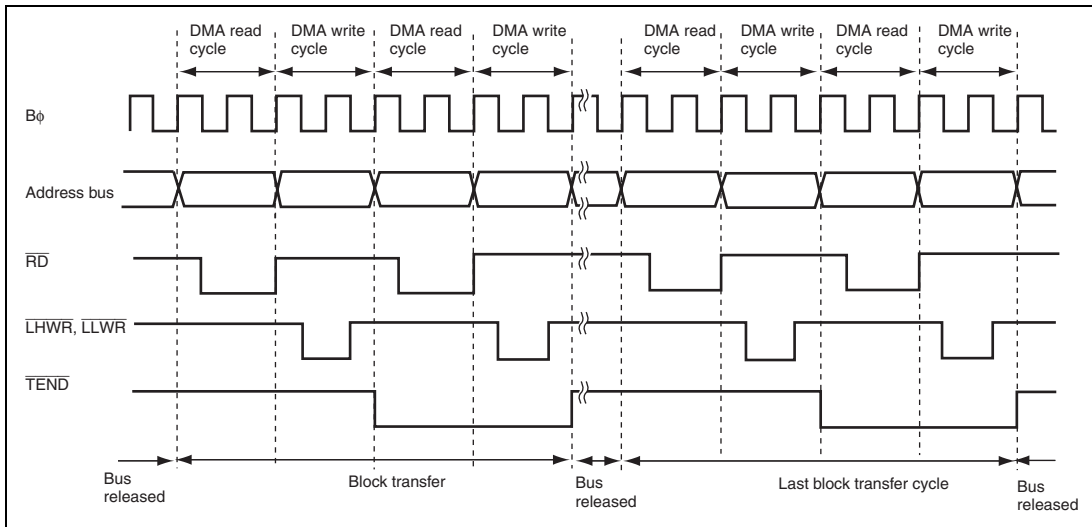 DMA read cycle
DMA write cycle
DMA read cycle
DMA write cycle
DMA read cycle
DMA write cycle
DMA read cycle
DMA write cycle
Bϕ
Address bus
RD
LHWR, LLWR
TEND
Bus released
Block transfer
Bus released
Last block transfer cycle
Bus released